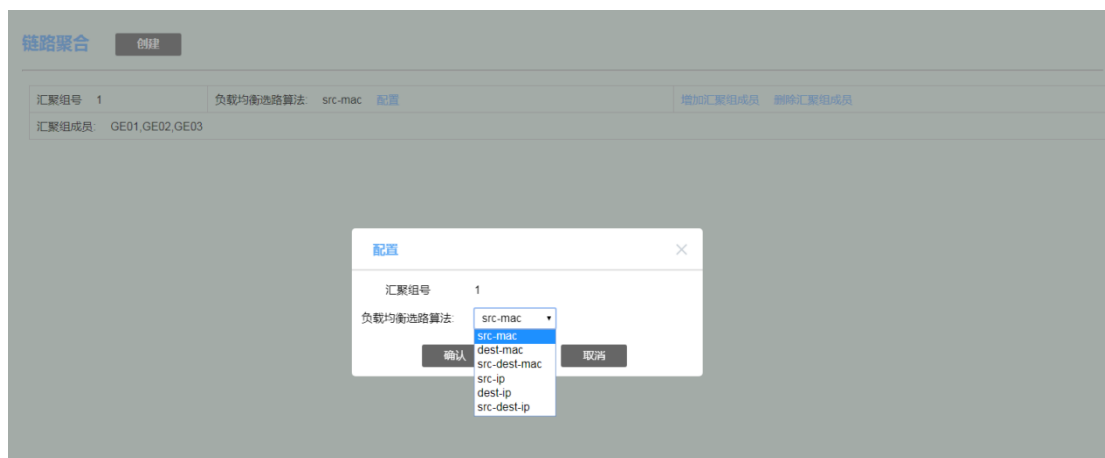 链路聚合 创建
汇聚组号 1 负载均衡选路算法: src-mac 配置 增加汇聚组成员 删除汇聚组成员
汇聚组成员: GE01,GE02,GE03
配置
汇聚组号 1
负载均衡选路算法: src-mac
src-mac
dest-mac
src-dest-mac
src-ip
dest-ip
src-dest-ip
确认 取消